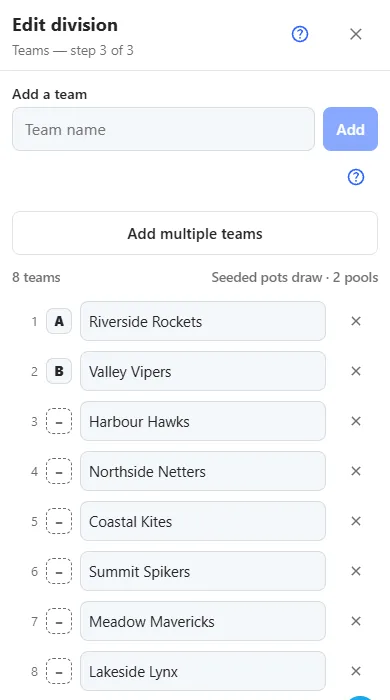 Edit division
Teams — step 3 of 3
Add a team
Team name
Add
Add multiple teams
8 teams
Seeded pots draw · 2 pools
1 A Riverside Rockets
2 B Valley Vipers
3 – Harbour Hawks
4 – Northside Netters
5 – Coastal Kites
6 – Summit Spikers
7 – Meadow Mavericks
8 – Lakeside Lynx